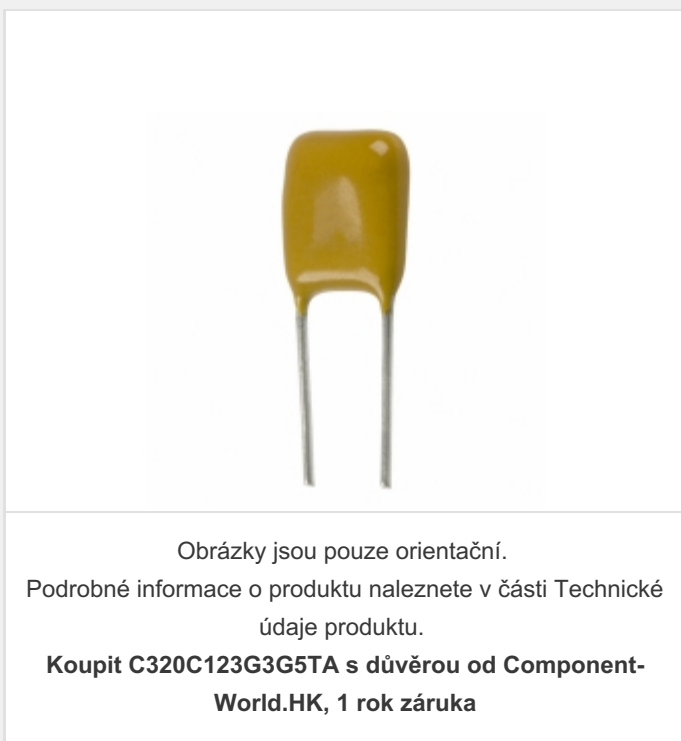 Obrázky jsou pouze orientační.
Podrobné informace o produktu naleznete v části Technické
údaje produktu.
Koupit C320C123G3G5TA s důvěrou od Component-
World.HK, 1 rok záruka